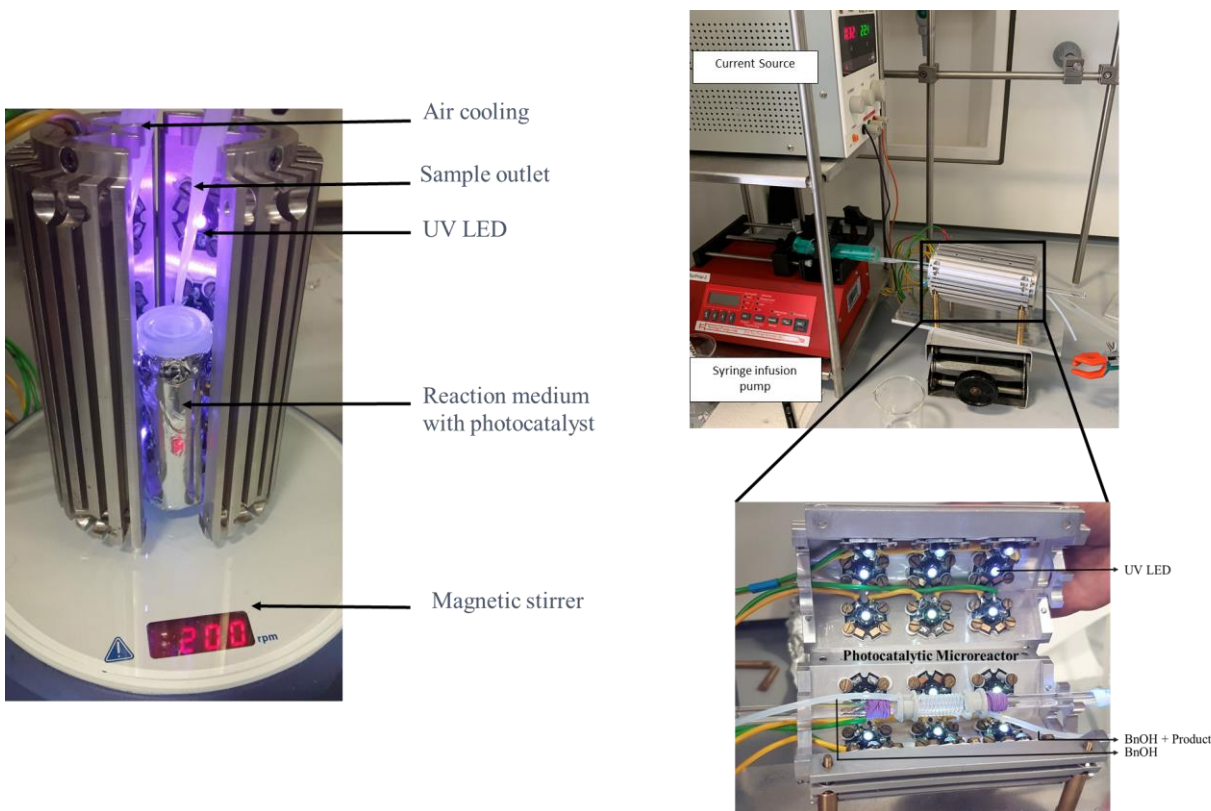 Air cooling
Sample outlet
UV LED
Reaction medium
with photocatalyst
Magnetic stirrer
200
rpm
Current Source
Syringe infusion
pump
UV LED
Photocatalytic Microreactor
BnOH + Product
BnOH